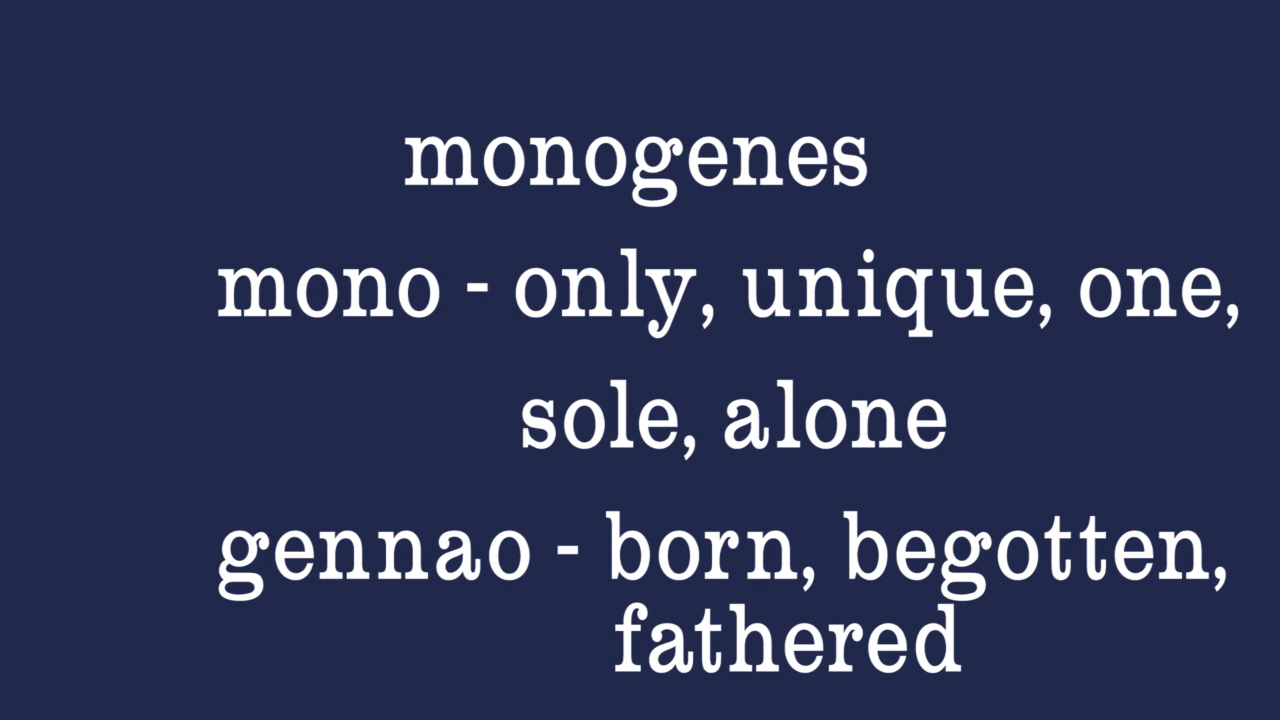 monogenes
mono - only, unique, one,
sole, alone
gennao - born, begotten,
fathered